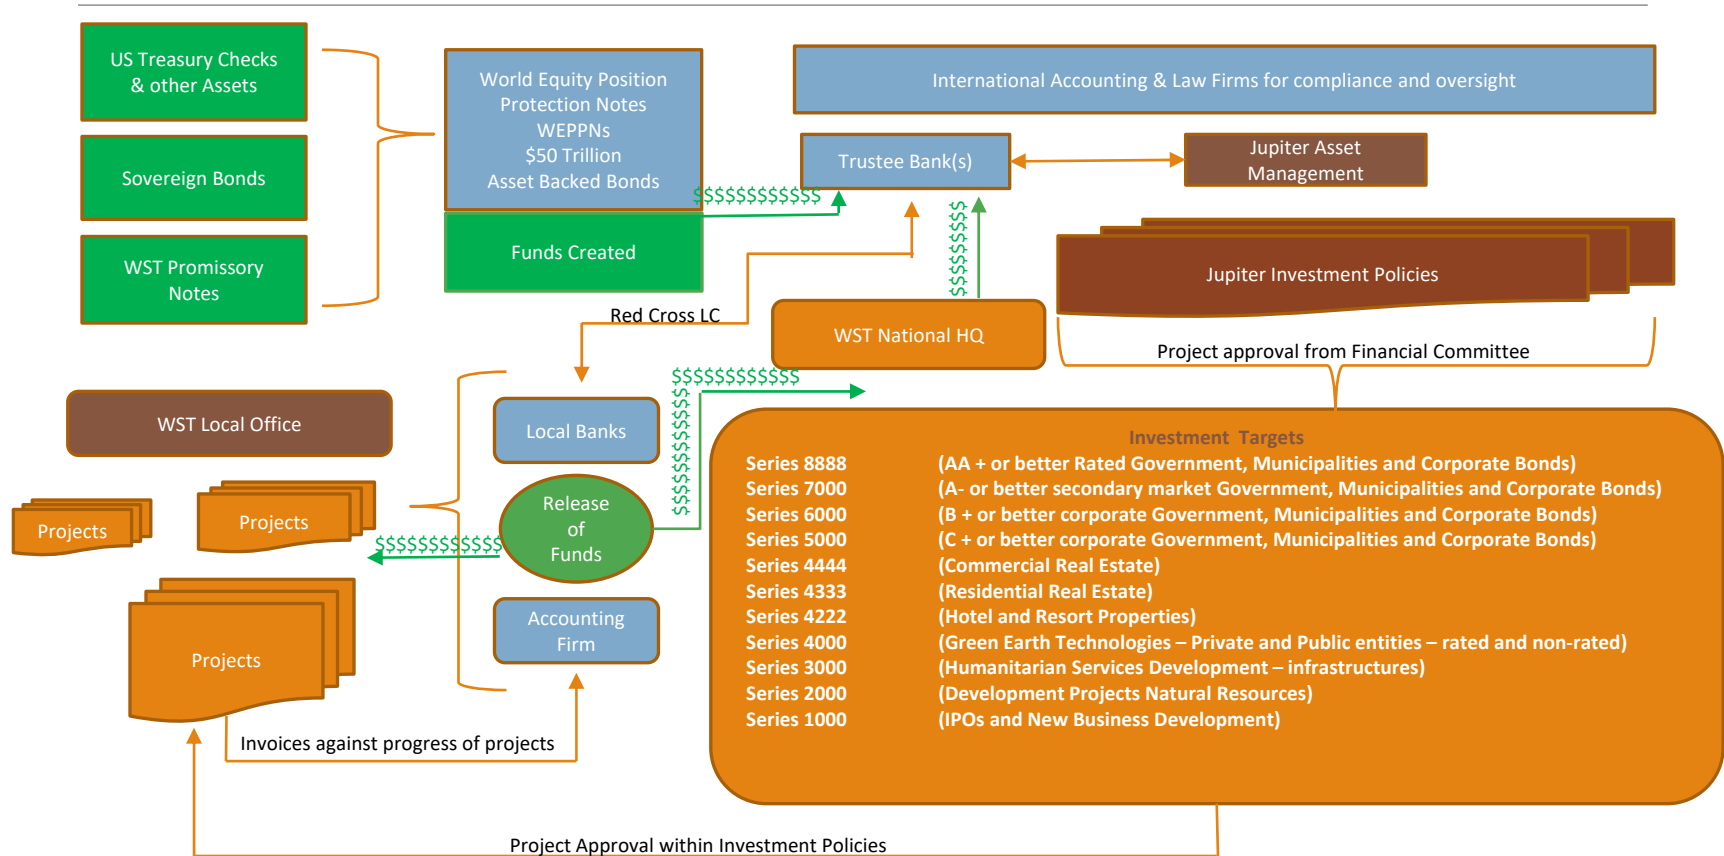 US Treasury Checks
& other Assets
Sovereign Bonds
WST Promissory
Notes
World Equity Position
Protection Notes
WEPPNs
$50 Trillion
Asset Backed Bonds
Funds Created
$$$$$$$$$$$$
International Accounting & Law Firms for compliance and oversight
Trustee Bank(s)
Jupiter Asset
Management
$$$$$$$$$
Jupiter Investment Policies
Red Cross LC
WST National HQ
Project approval from Financial Committee
$$$$$$$$$$$$
$$$$$$$$$$$$
WST Local Office
Local Banks
Release
of
Funds
Projects
Projects
$$$$$$$$$$$$
Accounting
Firm
Projects
Invoices against progress of projects
Investment Targets
Series 8888 (AA + or better Rated Government, Municipalities and Corporate Bonds)
Series 7000 (A- or better secondary market Government, Municipalities and Corporate Bonds)
Series 6000 (B + or better corporate Government, Municipalities and Corporate Bonds)
Series 5000 (C + or better corporate Government, Municipalities and Corporate Bonds)
Series 4444 (Commercial Real Estate)
Series 4333 (Residential Real Estate)
Series 4222 (Hotel and Resort Properties)
Series 4000 (Green Earth Technologies – Private and Public entities – rated and non-rated)
Series 3000 (Humanitarian Services Development – infrastructures)
Series 2000 (Development Projects Natural Resources)
Series 1000 (IPOs and New Business Development)
Project Approval within Investment Policies